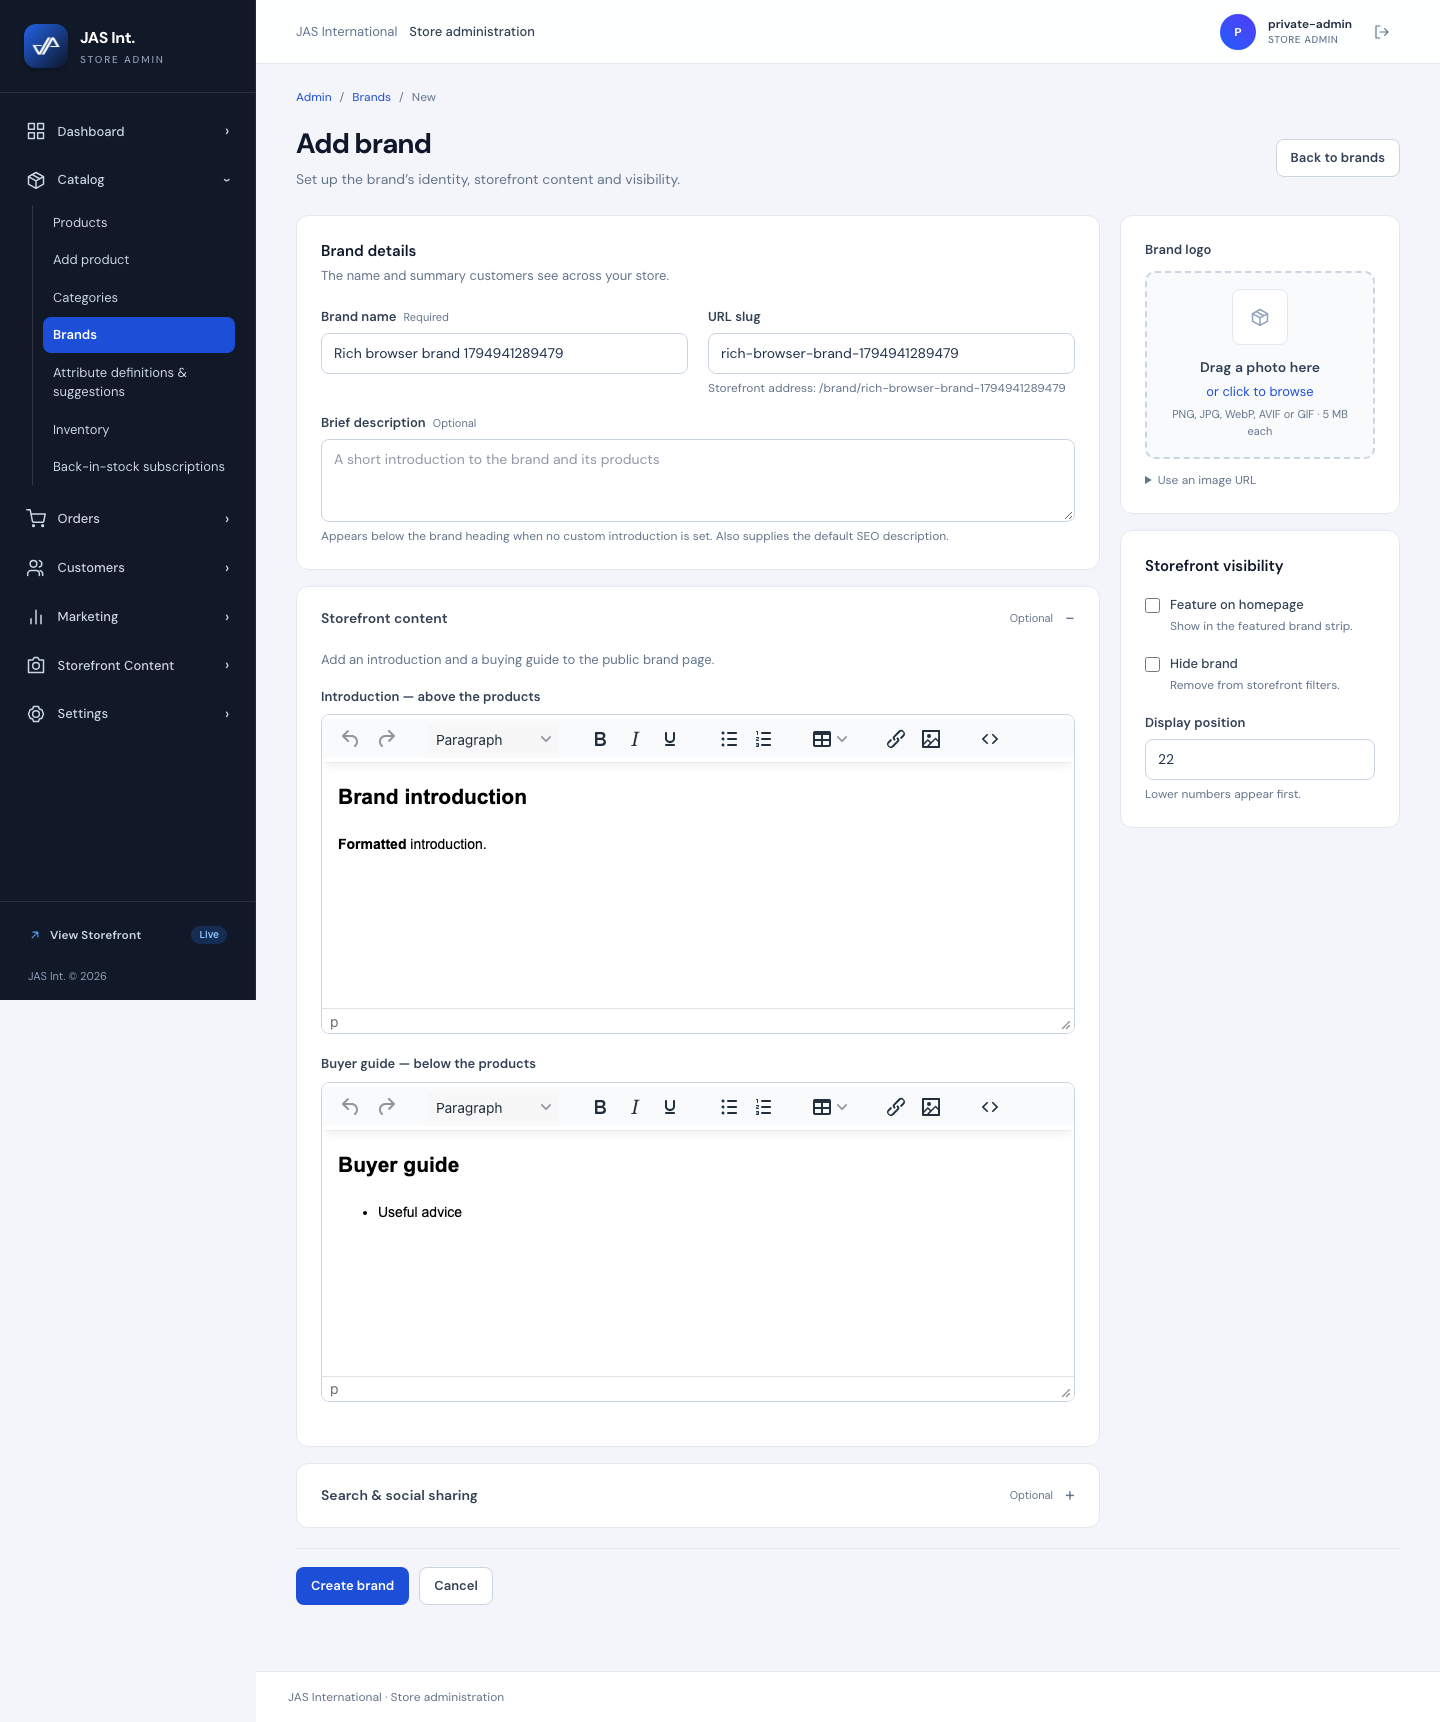 JAS Int.
STORE ADMIN
Dashboard
Catalog
Products
Add product
Categories
Brands
Attribute definitions &
suggestions
Inventory
Back-in-stock subscriptions
Orders
Customers
Marketing
Storefront Content
Settings
View Storefront
Live
JAS Int. © 2026
JAS International Store administration
P
private-admin
STORE ADMIN
Admin / Brands / New
Add brand
Set up the brand’s identity, storefront content and visibility.
Back to brands
Brand details
The name and summary customers see across your store.
Brand name Required
Rich browser brand 1794941289479
URL slug
rich-browser-brand-1794941289479
Storefront address: /brand/rich-browser-brand-1794941289479
Brief description Optional
A short introduction to the brand and its products
Appears below the brand heading when no custom introduction is set. Also supplies the default SEO description.
Storefront content
Optional −
Add an introduction and a buying guide to the public brand page.
Introduction — above the products
Paragraph B I U
Brand introduction
Formatted introduction.
p
Buyer guide — below the products
Paragraph B I U
Buyer guide
• Useful advice
p
Search & social sharing
Optional +
Create brand
Cancel
Brand logo
Drag a photo here
or click to browse
PNG, JPG, WebP, AVIF or GIF · 5 MB
each
Use an image URL
Storefront visibility
Feature on homepage
Show in the featured brand strip.
Hide brand
Remove from storefront filters.
Display position
22
Lower numbers appear first.
JAS International · Store administration